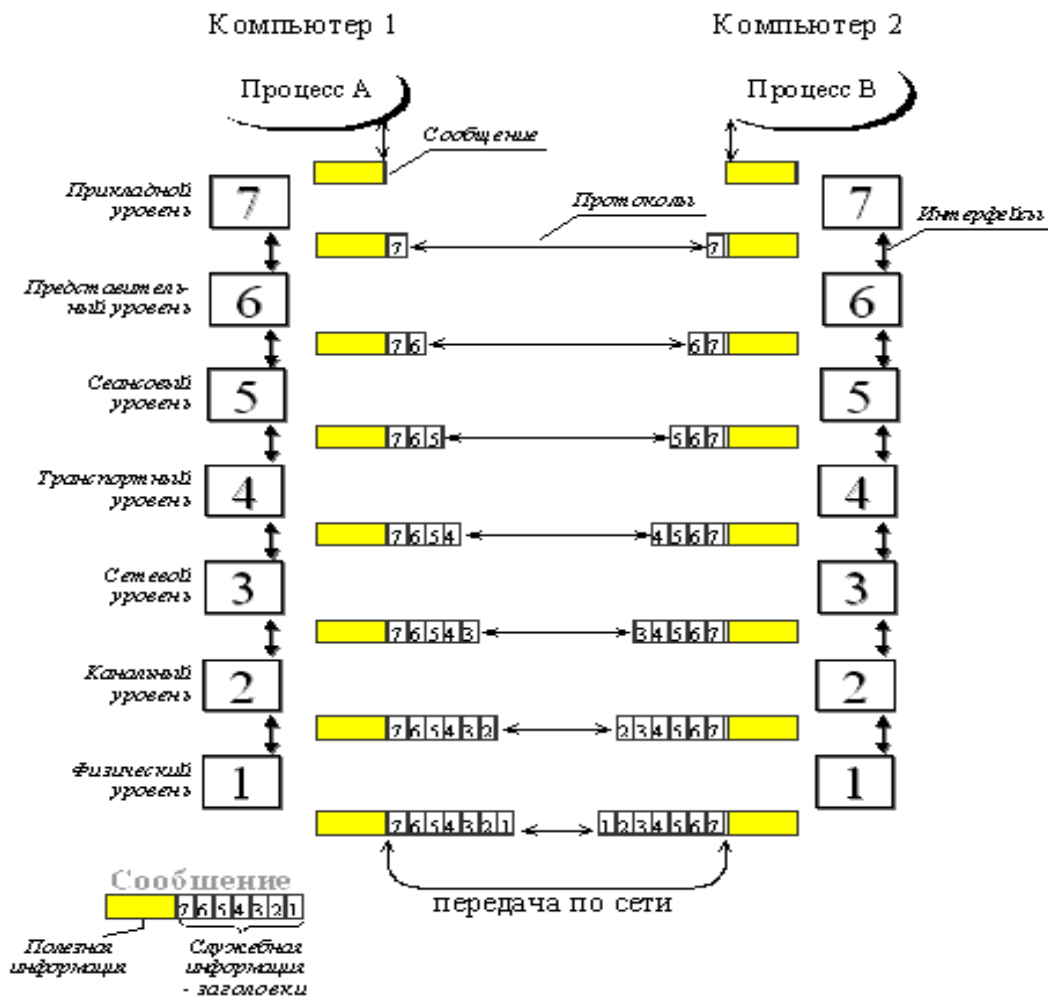 Компьютер 1
Компьютер 2
Процесс А
Процесс В
Сообщение
Прикладной
уровень
7
7
Протоколы
Интерфейсы
7
7
Представитель-
ный уровень
6
6
7 6
6 7
Сеансовый
уровень
5
5
7 6 5
5 6 7
Транспортный
уровень
4
4
7 6 5 4
4 5 6 7
Сетевой
уровень
3
3
7 6 5 4 3
3 4 5 6 7
Канальный
уровень
2
2
7 6 5 4 3 2
2 3 4 5 6 7
Физический
уровень
1
1
7 6 5 4 3 2 1
1 2 3 4 5 6 7
передача по сети
Сообшение
7 6 5 4 3 2 1
Полезная
информация
Служебная
информация
- заголовки